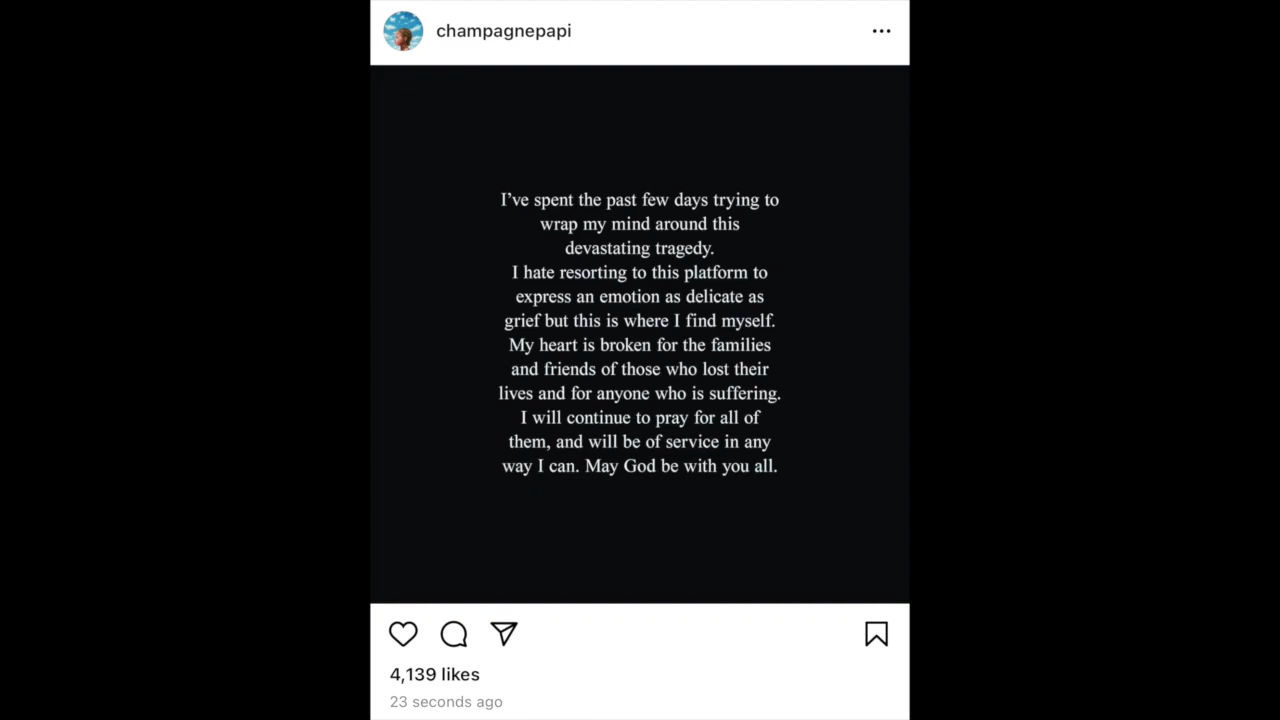 champagnepapi
I’ve spent the past few days trying to
wrap my mind around this
devastating tragedy.
I hate resorting to this platform to
express an emotion as delicate as
grief but this is where I find myself.
My heart is broken for the families
and friends of those who lost their
lives and for anyone who is suffering.
I will continue to pray for all of
them, and will be of service in any
way I can. May God be with you all.
4,139 likes
23 seconds ago